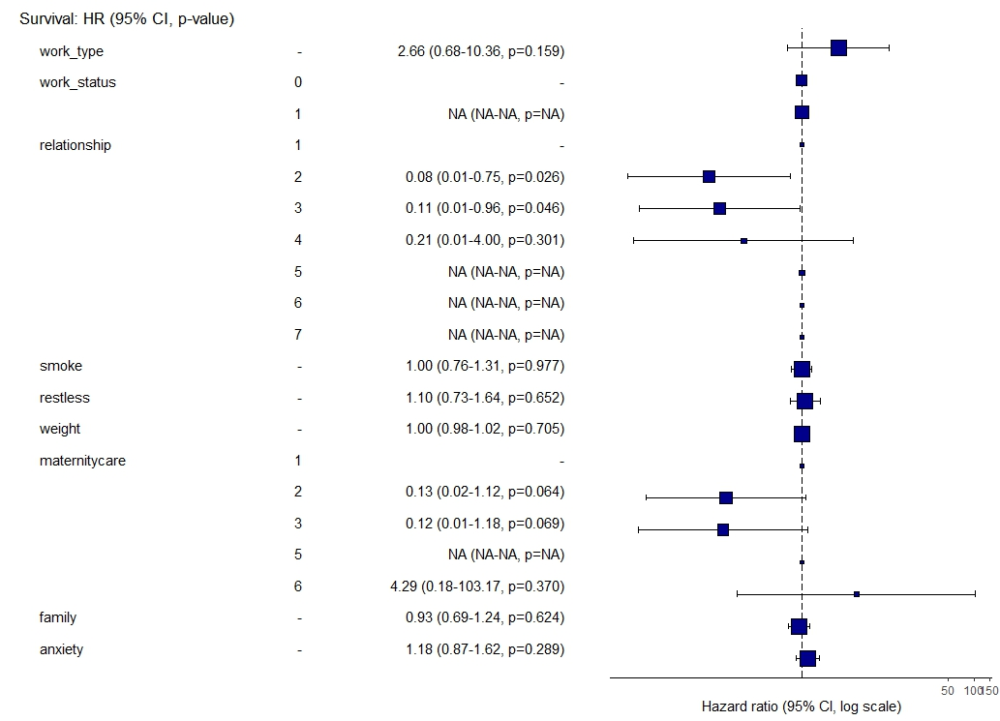 Survival: HR (95% CI, p-value)
work_type - 2.66 (0.68-10.36, p=0.159)
work_status 0 -
1 NA (NA-NA, p=NA)
relationship 1 -
2 0.08 (0.01-0.75, p=0.026)
3 0.11 (0.01-0.96, p=0.046)
4 0.21 (0.01-4.00, p=0.301)
5 NA (NA-NA, p=NA)
6 NA (NA-NA, p=NA)
7 NA (NA-NA, p=NA)
smoke - 1.00 (0.76-1.31, p=0.977)
restless - 1.10 (0.73-1.64, p=0.652)
weight - 1.00 (0.98-1.02, p=0.705)
maternitycare 1 -
2 0.13 (0.02-1.12, p=0.064)
3 0.12 (0.01-1.18, p=0.069)
5 NA (NA-NA, p=NA)
6 4.29 (0.18-103.17, p=0.370)
family - 0.93 (0.69-1.24, p=0.624)
anxiety - 1.18 (0.87-1.62, p=0.289)
50 100 150
Hazard ratio (95% CI, log scale)